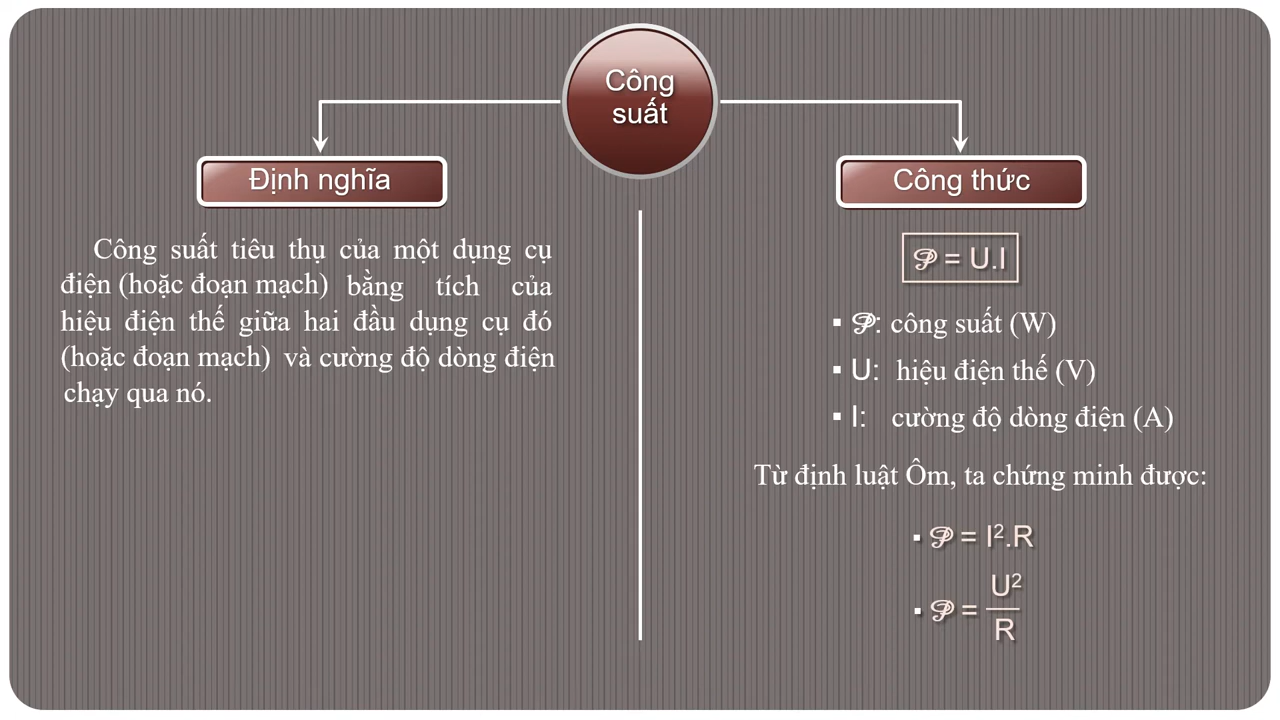 Công
suất
Định nghĩa
Công suất tiêu thụ của một dụng cụ
điện (hoặc đoạn mạch) bằng tích của
hiệu điện thế giữa hai đầu dụng cụ đó
(hoặc đoạn mạch) và cường độ dòng điện
chạy qua nó.
Công thức
𝒫 = U.I
▪ 𝒫: công suất (W)
▪ U: hiệu điện thế (V)
▪ I: cường độ dòng điện (A)
Từ định luật Ôm, ta chứng minh được:
▪ 𝒫 = I².R
▪ 𝒫 = U²/R